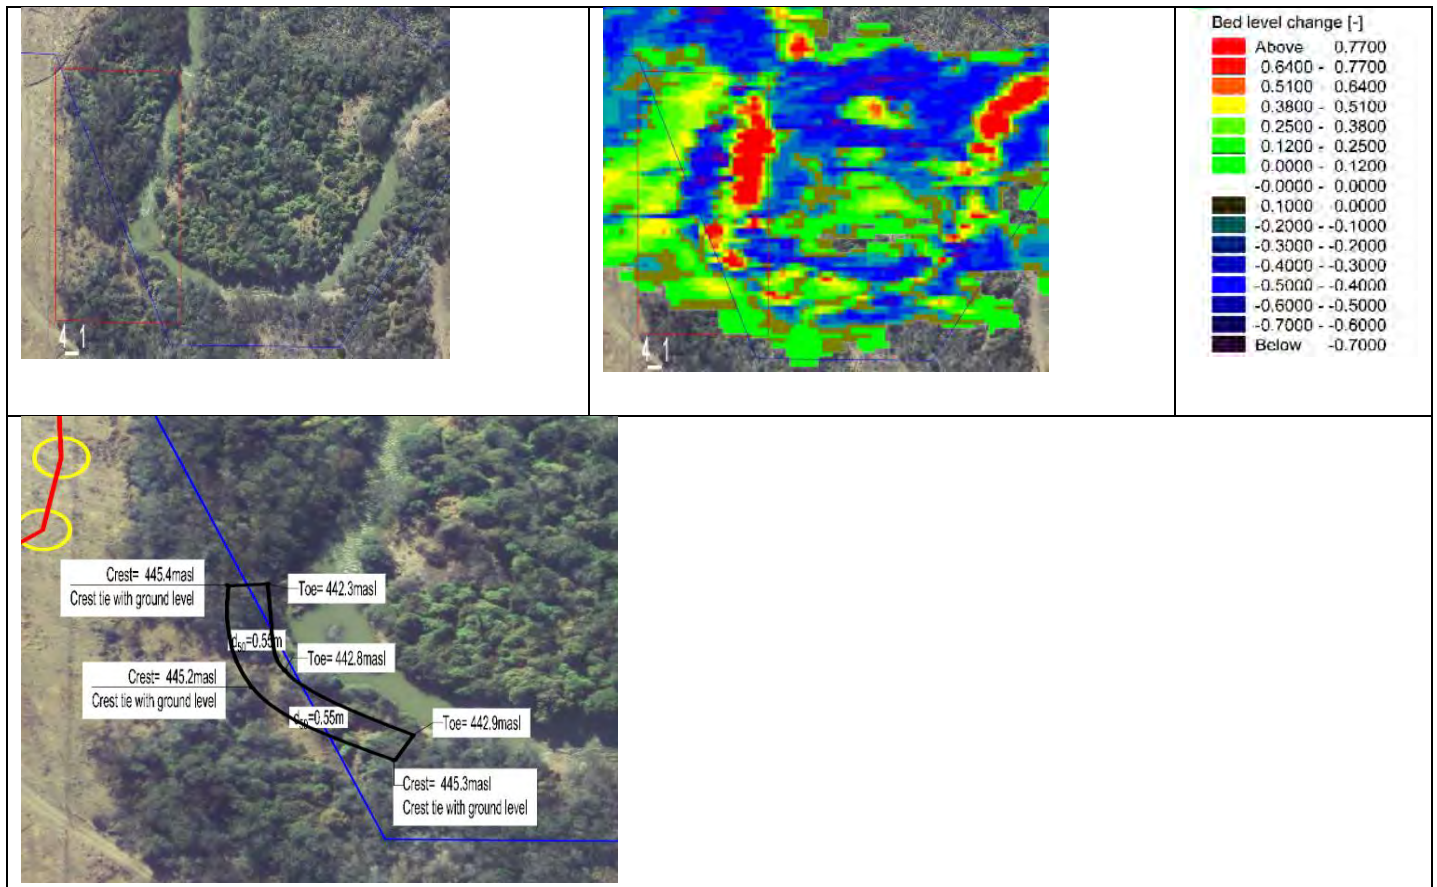 4_1
4_1
Bed level change [-]
Above 0.7700
0.6400 - 0.7700
0.5100 - 0.6400
0.3800 - 0.5100
0.2500 - 0.3800
0.1200 - 0.2500
0.0000 - 0.1200
-0.0000 - 0.0000
0.1000 0.0000
-0.2000 - -0.1000
-0.3000 - -0.2000
-0.4000 - -0.3000
-0.5000 - -0.4000
-0.6000 - -0.5000
-0.7000 - -0.6000
Below -0.7000
Crest= 445.4masl
Crest tie with ground level
Toe= 442.3masl
d50=0.55m
Toe= 442.8masl
Crest= 445.2masl
Crest tie with ground level
d50=0.55m
Toe= 442.9masl
Crest= 445.3masl
Crest tie with ground level